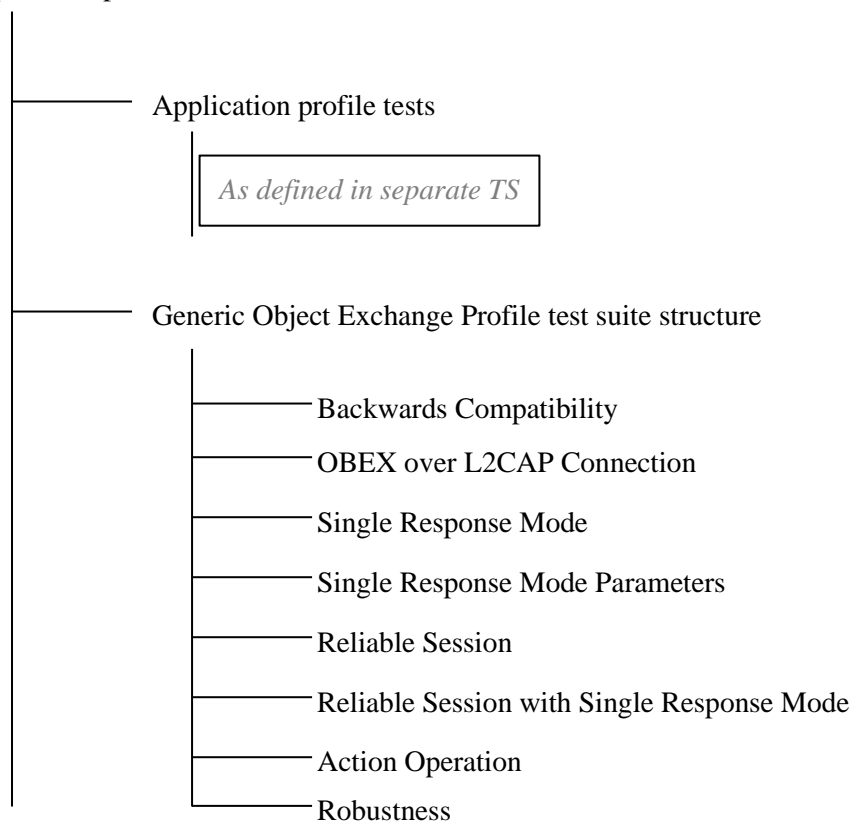 Application profile tests
As defined in separate TS
Generic Object Exchange Profile test suite structure
Backwards Compatibility
OBEX over L2CAP Connection
Single Response Mode
Single Response Mode Parameters
Reliable Session
Reliable Session with Single Response Mode
Action Operation
Robustness